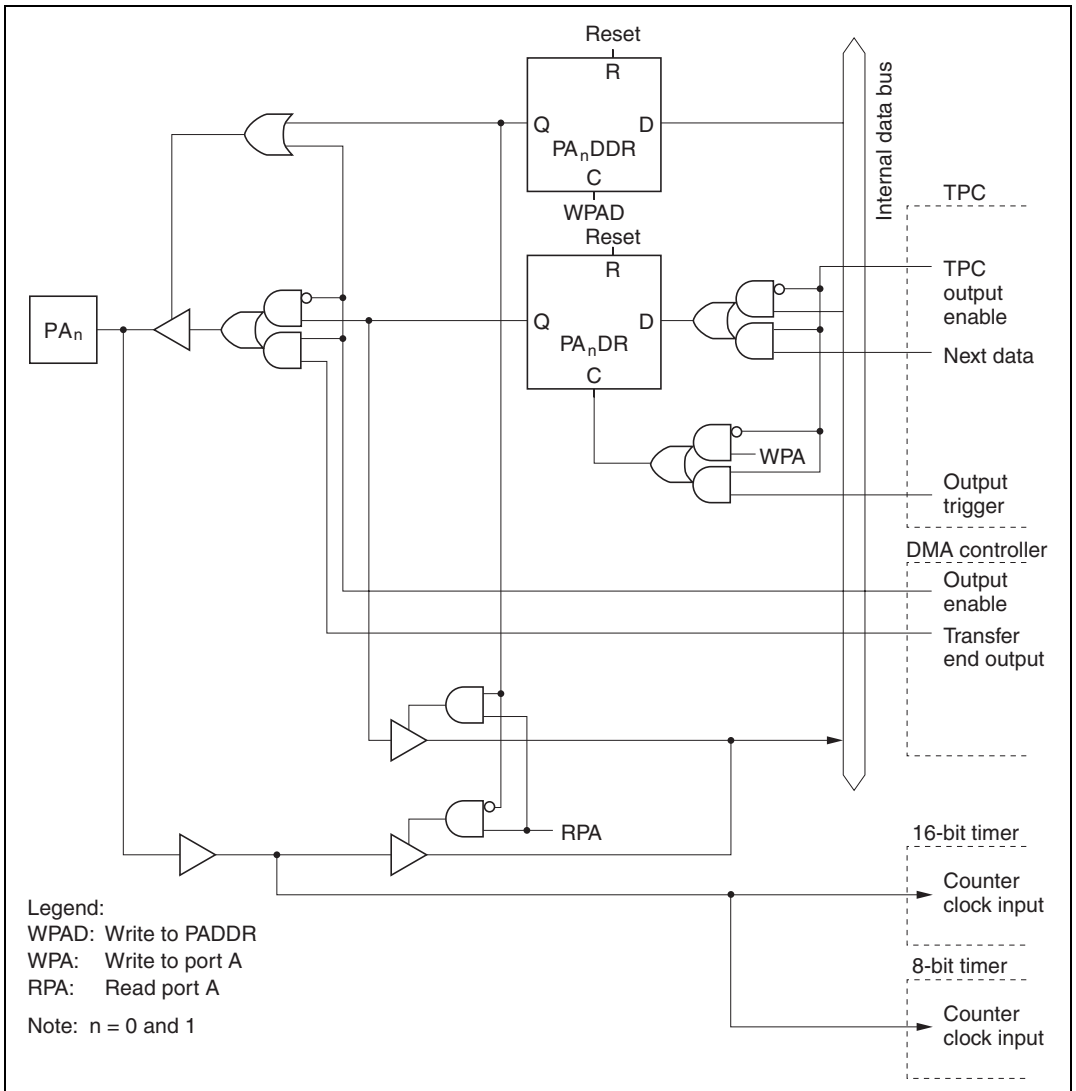 Reset
R
Q
D
PAnDDR
C
WPAD
Internal data bus
TPC
Reset
R
Q
D
PAnDR
C
TPC
output
enable
Next data
WPA
Output
trigger
PAn
DMA controller
Output
enable
Transfer
end output
RPA
16-bit timer
Counter
clock input
8-bit timer
Counter
clock input
Legend:
WPAD: Write to PADDR
WPA: Write to port A
RPA: Read port A
Note: n = 0 and 1